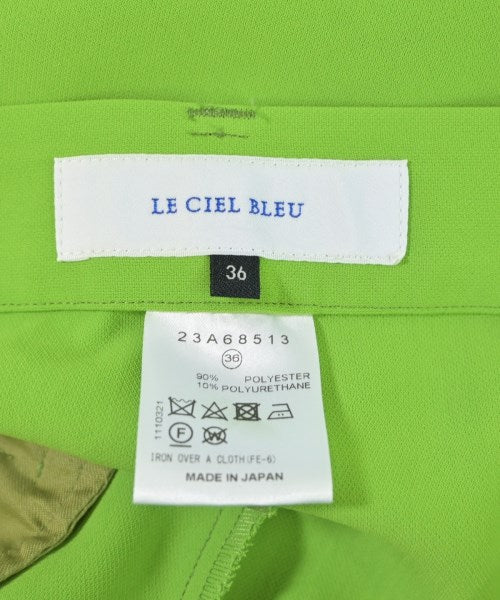 LE CIEL BLEU
36
23A68513
36
90% POLYESTER
10% POLYURETHANE
1110321
F
W
IRON OVER A CLOTH(FE-6)
MADE IN JAPAN